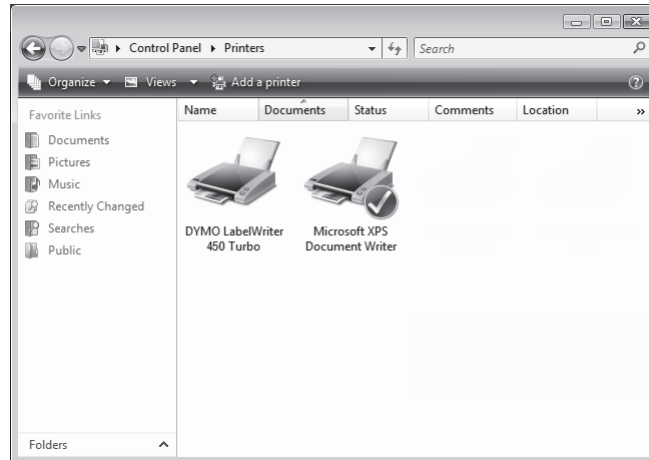 Control Panel Printers Search
Organize Views Add a printer
Favorite Links
Documents
Pictures
Music
Recently Changed
Searches
Public
Folders
Name Documents Status Comments Location »
DYMO LabelWriter
450 Turbo
Microsoft XPS
Document Writer